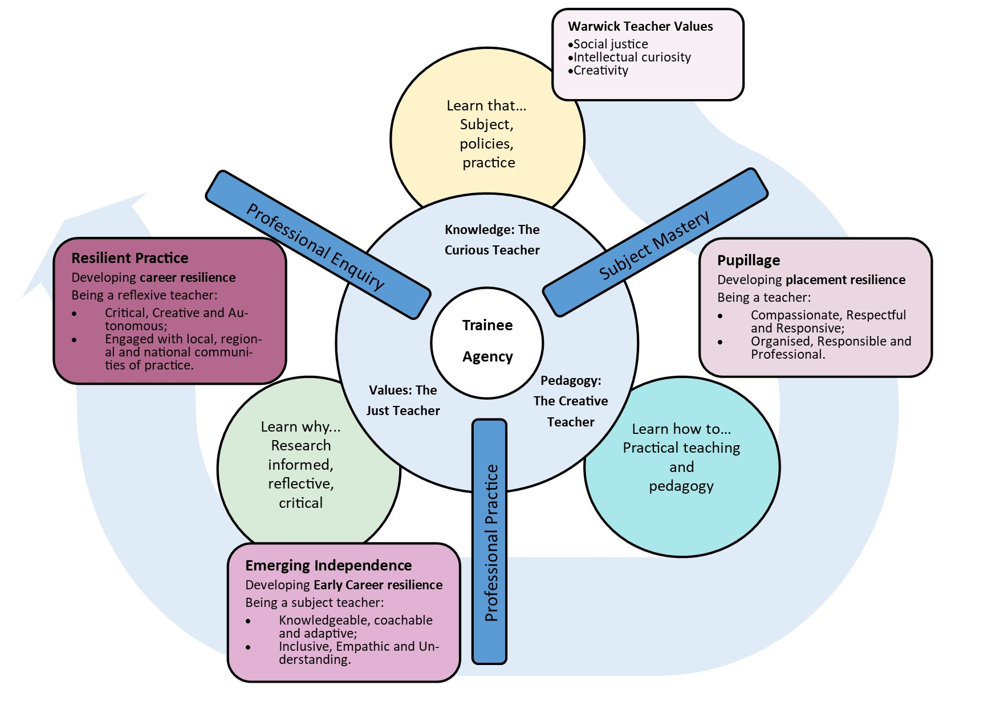 Warwick Teacher Values
•Social justice
•Intellectual curiosity
•Creativity
Learn that...
Subject,
policies,
practice
Professional Enquiry
Subject Mastery
Knowledge: The
Curious Teacher
Resilient Practice
Developing career resilience
Being a reflexive teacher:
• Critical, Creative and Au-
tonomous;
• Engaged with local, region-
al and national communi-
ties of practice.
Pupillage
Developing placement resilience
Being a teacher:
• Compassionate, Respectful
and Responsive;
• Organised, Responsible and
Professional.
Trainee
Agency
Values: The
Just Teacher
Pedagogy:
The Creative
Teacher
Learn why...
Research
informed,
reflective,
critical
Learn how to...
Practical teaching
and
pedagogy
Professional Practice
Emerging Independence
Developing Early Career resilience
Being a subject teacher:
• Knowledgeable, coachable
and adaptive;
• Inclusive, Empathic and Un-
derstanding.